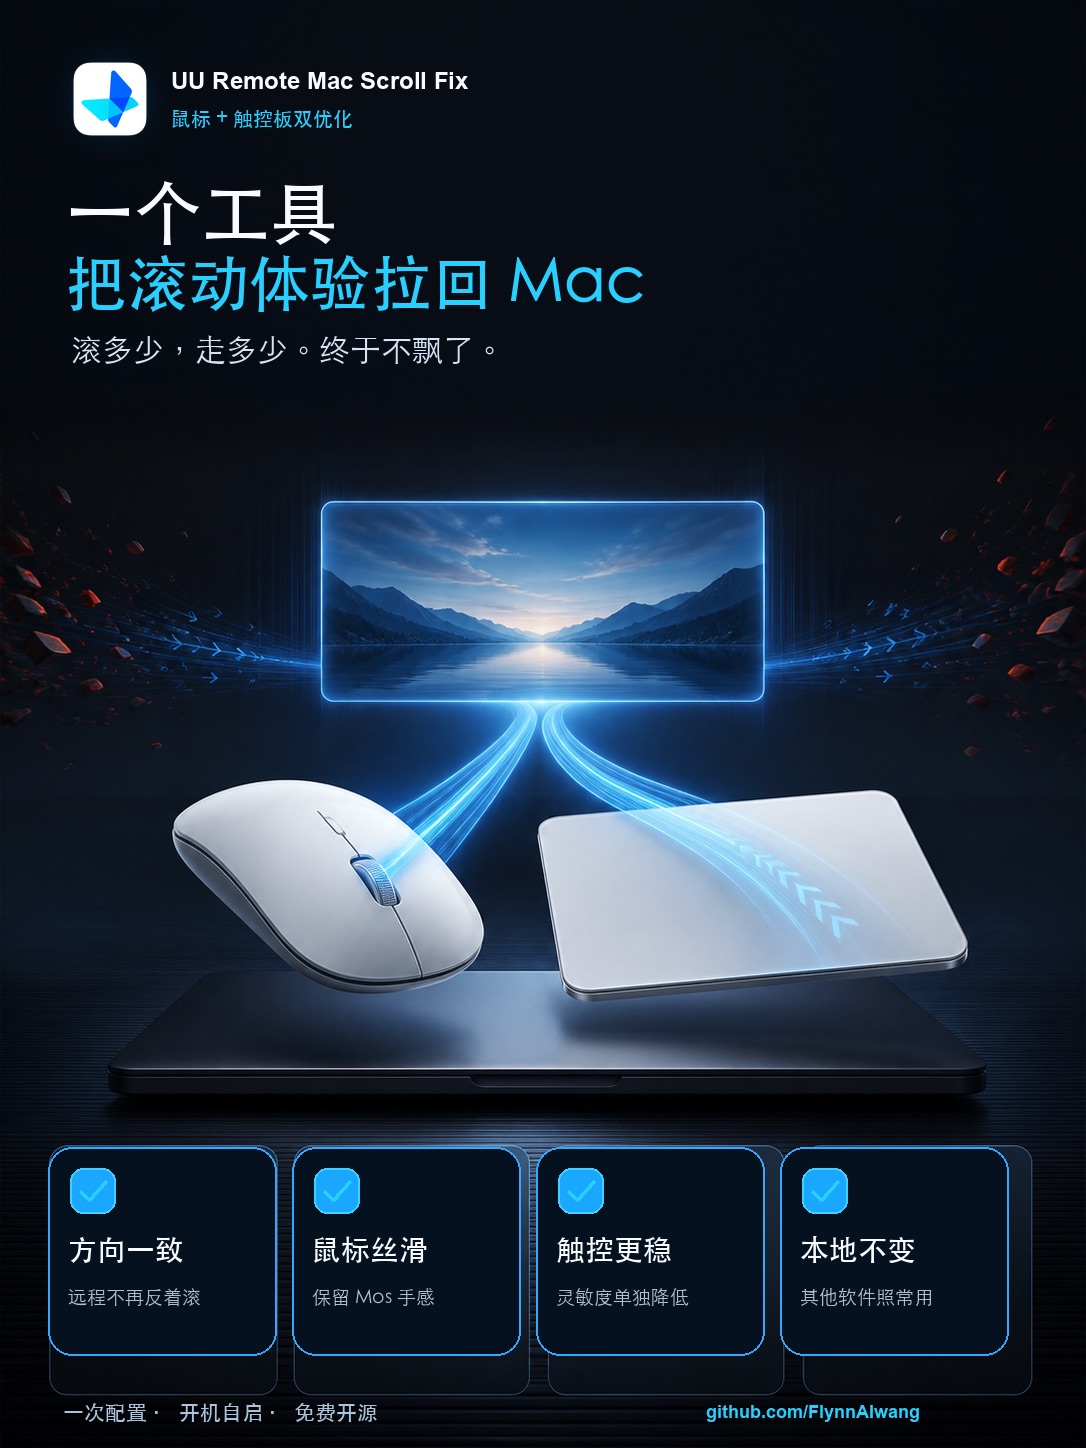 UU Remote Mac Scroll Fix
鼠标 + 触控板双优化
一个工具
把滚动体验拉回 Mac
滚多少，走多少。终于不飘了。
方向一致
远程不再反着滚
鼠标丝滑
保留 Mos 手感
触控更稳
灵敏度单独降低
本地不变
其他软件照常用
一次配置 · 开机自启 · 免费开源
github.com/FlynnAIwang